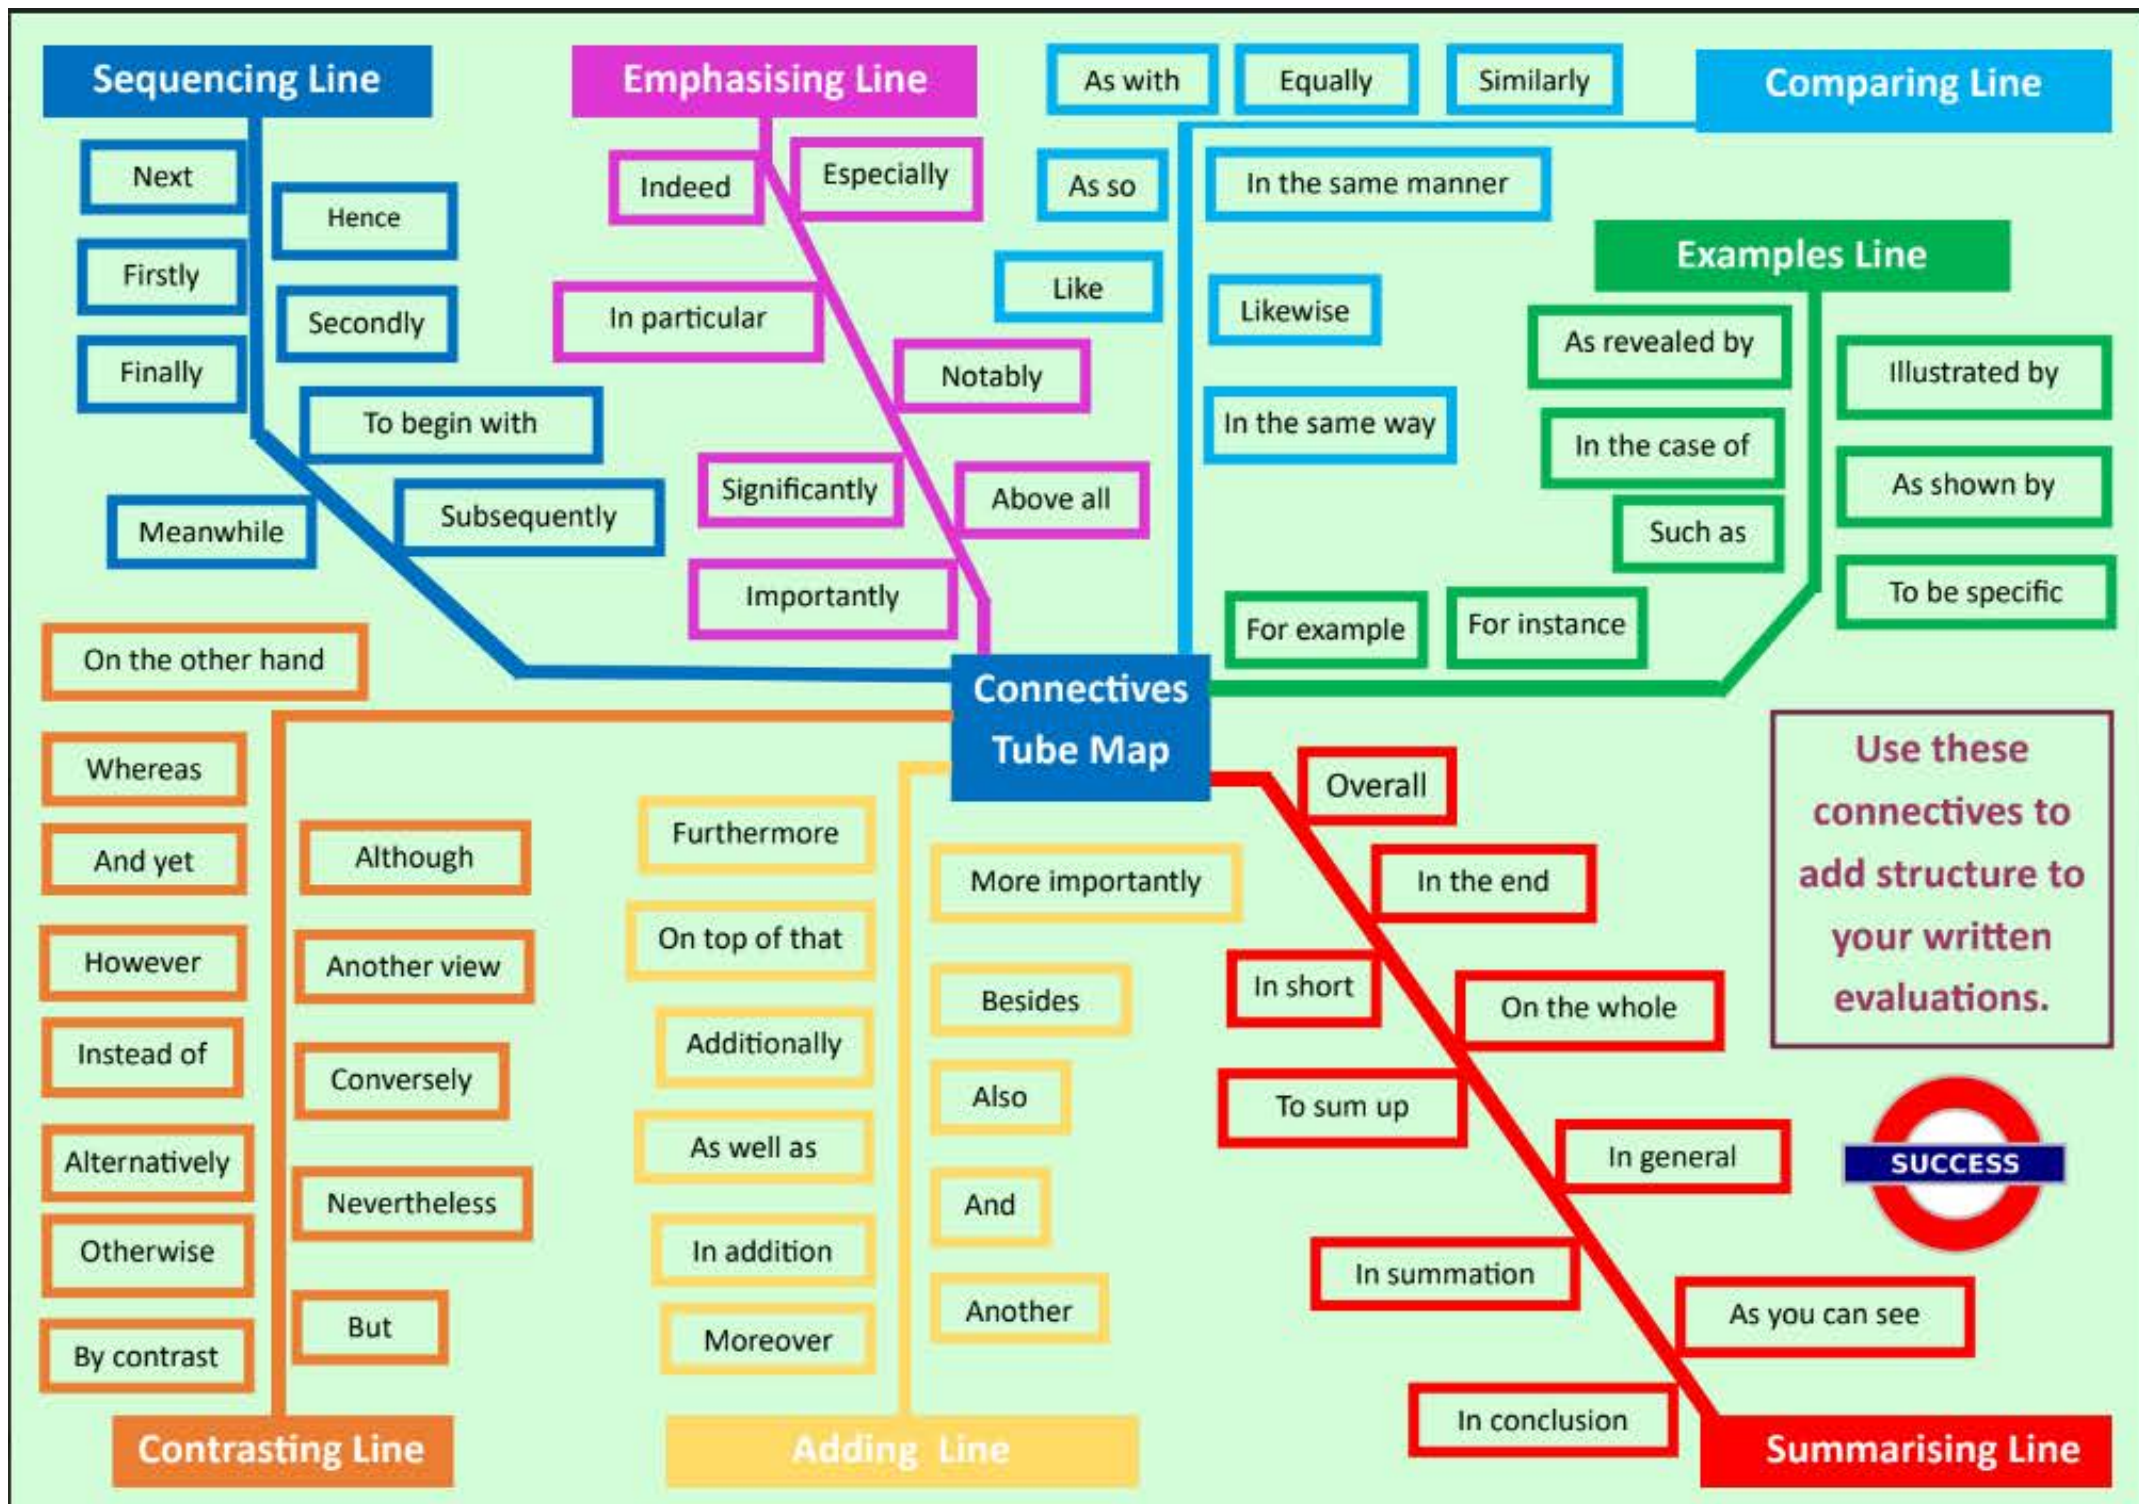 Sequencing Line
Next
Hence
Firstly
Secondly
Finally
To begin with
Subsequently
Meanwhile
Emphasising Line
Indeed
Especially
In particular
Notably
Significantly
Above all
Importantly
Comparing Line
As with
Equally
Similarly
As so
In the same manner
Like
Likewise
In the same way
Examples Line
As revealed by
Illustrated by
In the case of
As shown by
Such as
To be specific
For example
For instance
Connectives
Tube Map
On the other hand
Whereas
And yet
Although
However
Another view
Instead of
Conversely
Alternatively
Nevertheless
Otherwise
But
By contrast
Contrasting Line
Furthermore
More importantly
On top of that
Besides
Additionally
Also
As well as
And
In addition
Another
Moreover
Adding Line
Overall
In the end
In short
On the whole
To sum up
In general
In summation
As you can see
In conclusion
Summarising Line
Use these
connectives to
add structure to
your written
evaluations.
SUCCESS